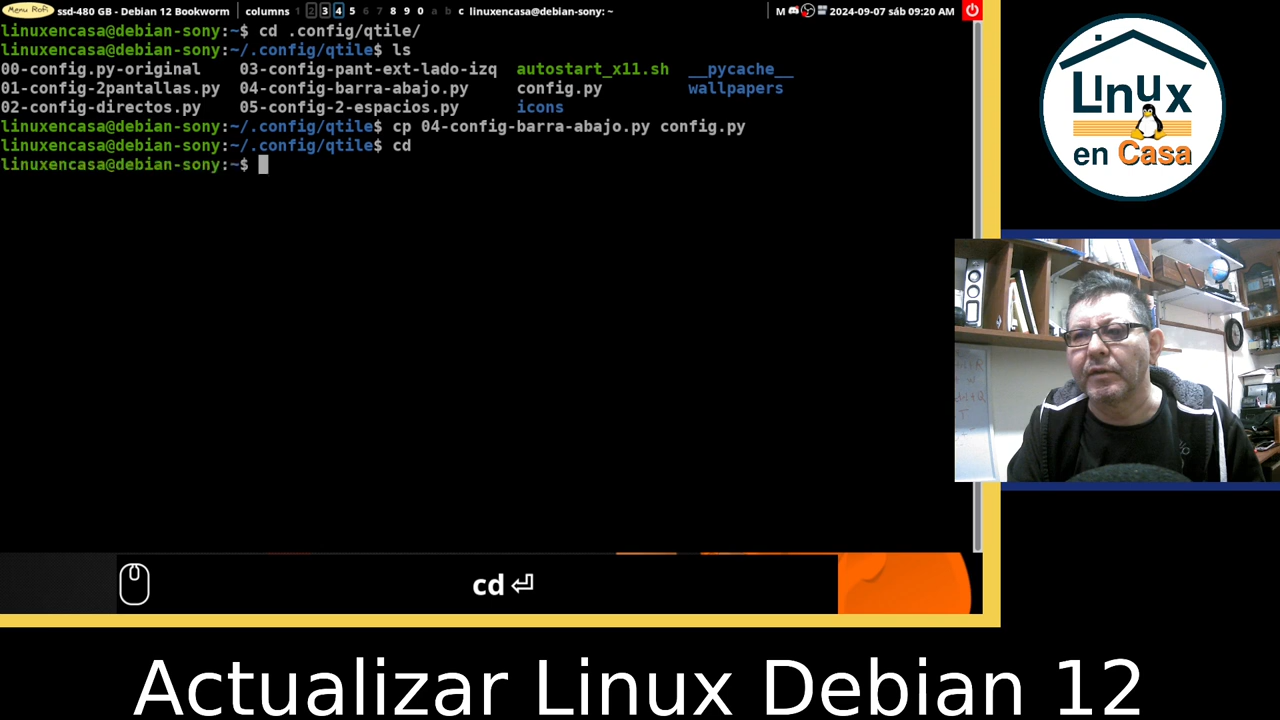 Menu Rofi ssd-480 GB - Debian 12 Bookworm columns 1 2 3 4 5 6 7 8 9 0 a b c linuxencasa@debian-sony: ~ M 2024-09-07 sáb 09:20 AM
linuxencasa@debian-sony:~$ cd .config/qtile/
linuxencasa@debian-sony:~/.config/qtile$ ls
00-config.py-original 03-config-pant-ext-lado-izq autostart_x11.sh __pycache__
01-config-2pantallas.py 04-config-barra-abajo.py config.py wallpapers
02-config-directos.py 05-config-2-espacios.py icons
linuxencasa@debian-sony:~/.config/qtile$ cp 04-config-barra-abajo.py config.py
linuxencasa@debian-sony:~/.config/qtile$ cd
linuxencasa@debian-sony:~$
Linux
en Casa
cd ⏎
Actualizar Linux Debian 12